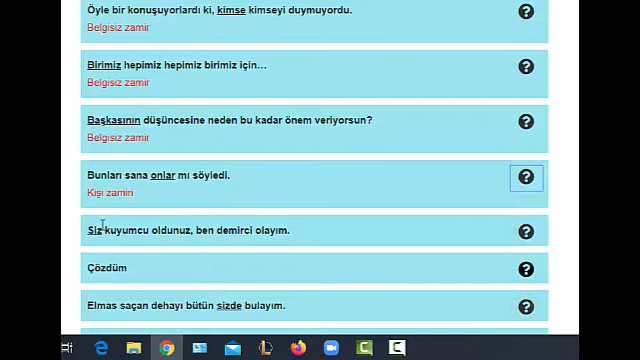 Öyle bir konuşuyorlardı ki, kimse kimseyi duymuyordu.
Belgisiz zamir
Birimiz hepimiz hepimiz birimiz için…
Belgisiz zamir
Başkasının düşüncesine neden bu kadar önem veriyorsun?
Belgisiz zamir
Bunları sana onlar mı söyledi.
Kişi zamiri
Siz kuyumcu oldunuz, ben demirci olayım.
Çözdüm
Elmas saçan dehayı bütün sizde bulayım.